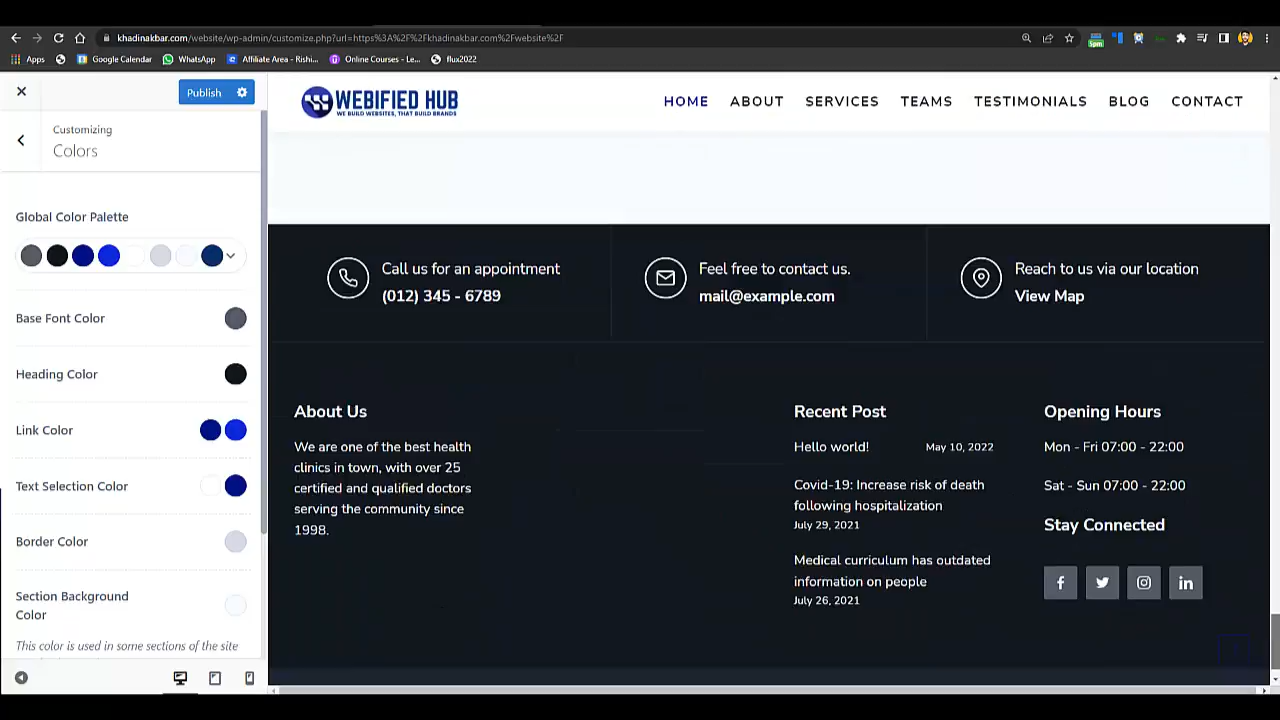 khadinakbar.com/website/wp-admin/customize.php?url=https%3A%2F%2Fkhadinakbar.com%2Fwebsite%2F
Apps
Google Calendar
WhatsApp
Affiliate Area - Rishi...
Online Courses - Le...
flux2022
5pm
Publish
Customizing
Colors
Global Color Palette
Base Font Color
Heading Color
Link Color
Text Selection Color
Border Color
Section Background
Color
This color is used in some sections of the site
WEBIFIED HUB
WE BUILD WEBSITES, THAT BUILD BRANDS
HOME ABOUT SERVICES TEAMS TESTIMONIALS BLOG CONTACT
Call us for an appointment
(012) 345 - 6789
Feel free to contact us.
mail@example.com
Reach to us via our location
View Map
About Us
We are one of the best health
clinics in town, with over 25
certified and qualified doctors
serving the community since
1998.
Recent Post
Hello world! May 10, 2022
Covid-19: Increase risk of death
following hospitalization
July 29, 2021
Medical curriculum has outdated
information on people
July 26, 2021
Opening Hours
Mon - Fri 07:00 - 22:00
Sat - Sun 07:00 - 22:00
Stay Connected